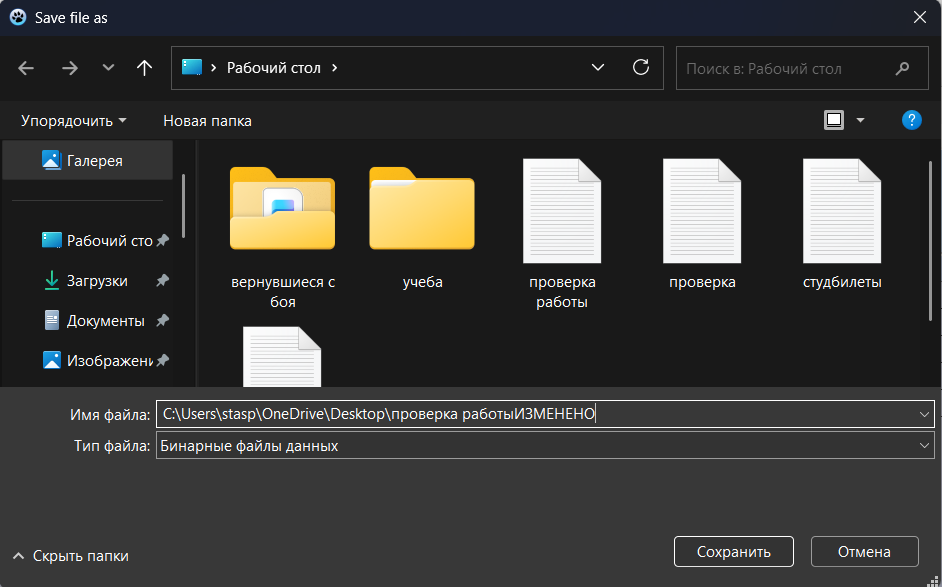 Save file as
Рабочий стол
Поиск в: Рабочий стол
Упорядочить
Новая папка
?
Галерея
Рабочий сто
Загрузки
Документы
Изображени
вернувшиеся с
боя
учеба
проверка
работы
проверка
студбилеты
Имя файла: C:\Users\stasp\OneDrive\Desktop\проверка работыИЗМЕНЕНО
Тип файла: Бинарные файлы данных
Скрыть папки
Сохранить
Отмена